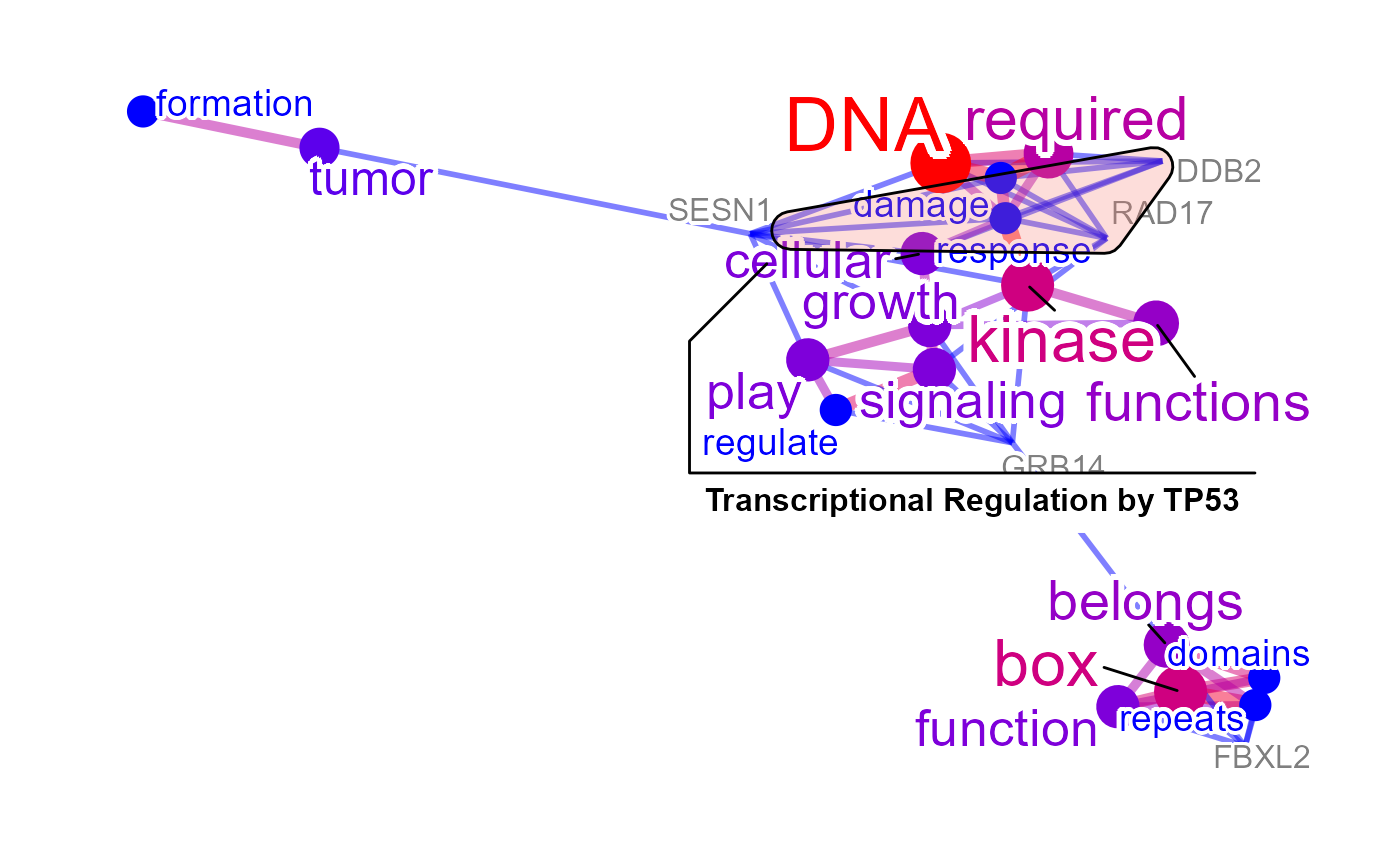 formation
DNA
required
tumor
DDB2
SESN1
damage
RAD17
cellular
response
growth
kinase
play
signaling
functions
regulate
GRB14
Transcriptional Regulation by TP53
belongs
box
domains
function
repeats
FBXL2